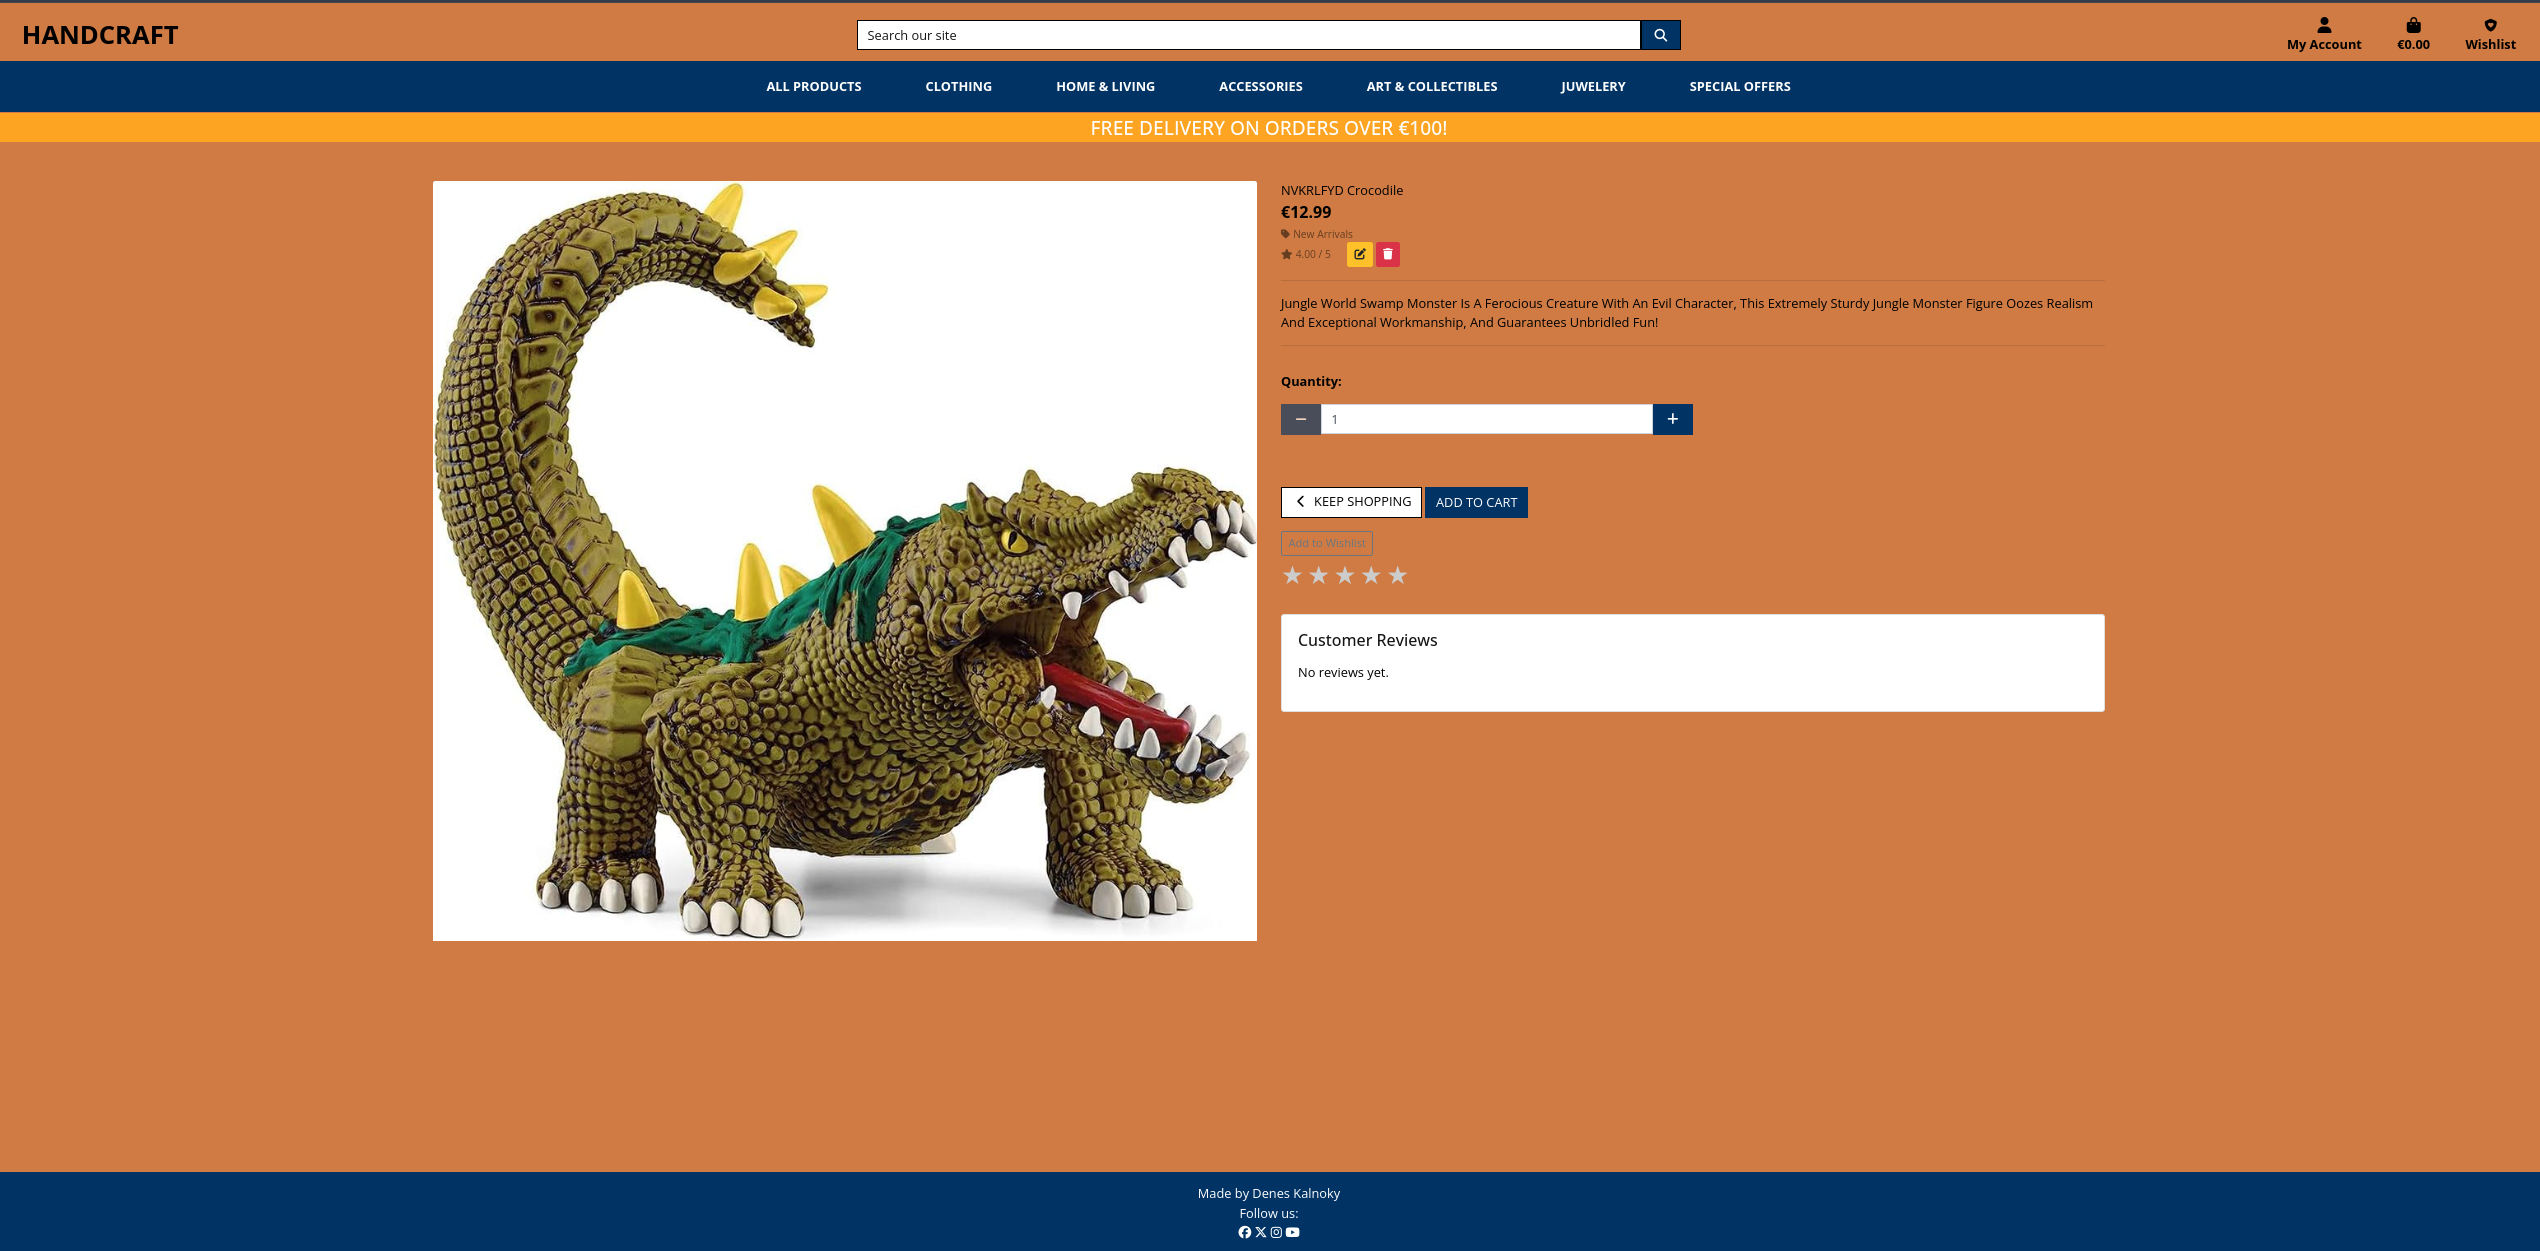 HANDCRAFT
Search our site
My Account
€0.00
Wishlist
ALL PRODUCTS
CLOTHING
HOME & LIVING
ACCESSORIES
ART & COLLECTIBLES
JUWELERY
SPECIAL OFFERS
FREE DELIVERY ON ORDERS OVER €100!
NVKRLFYD Crocodile
€12.99
New Arrivals
4.00 / 5
Jungle World Swamp Monster Is A Ferocious Creature With An Evil Character, This Extremely Sturdy Jungle Monster Figure Oozes Realism
And Exceptional Workmanship, And Guarantees Unbridled Fun!
Quantity:
1
KEEP SHOPPING
ADD TO CART
Add to Wishlist
Customer Reviews
No reviews yet.
Made by Denes Kalnoky
Follow us: